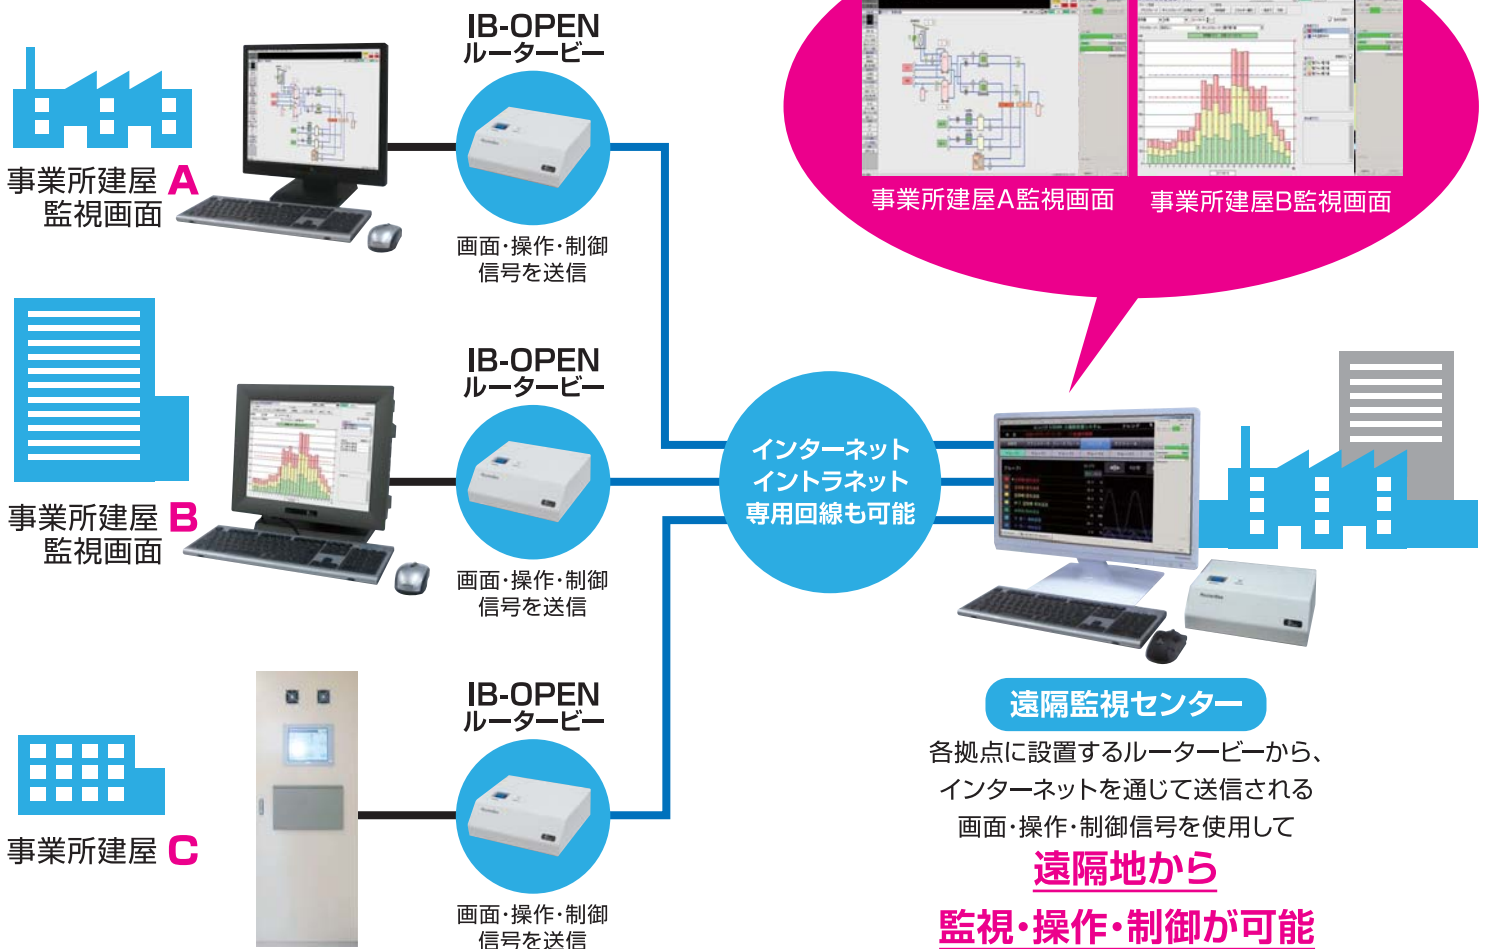 IB-OPEN
ルータービー
事業所建屋 A
監視画面
画面・操作・制御
信号を送信
事業所建屋A監視画面
事業所建屋B監視画面
IB-OPEN
ルータービー
事業所建屋 B
監視画面
画面・操作・制御
信号を送信
インターネット
イントラネット
専用回線も可能
IB-OPEN
ルータービー
事業所建屋 C
画面・操作・制御
信号を送信
遠隔監視センター
各拠点に設置するルータービーから、
インターネットを通じて送信される
画面・操作・制御信号を使用して
遠隔地から
監視・操作・制御が可能